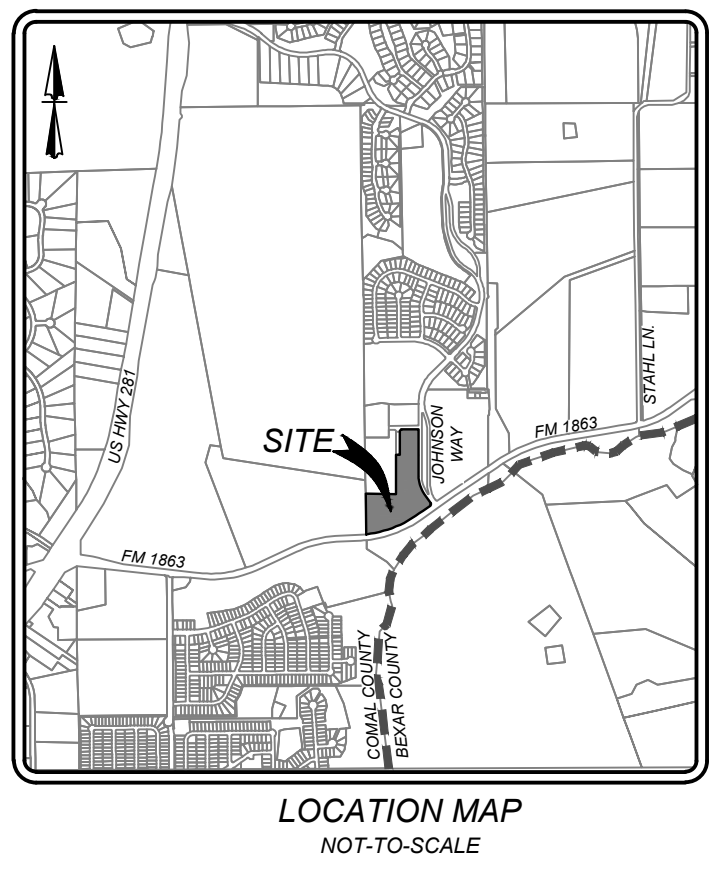 US HWY 281
STAHL LN.
SITE
JOHNSON
WAY
FM 1863
FM 1863
COMAL COUNTY
BEXAR COUNTY
LOCATION MAP
NOT-TO-SCALE